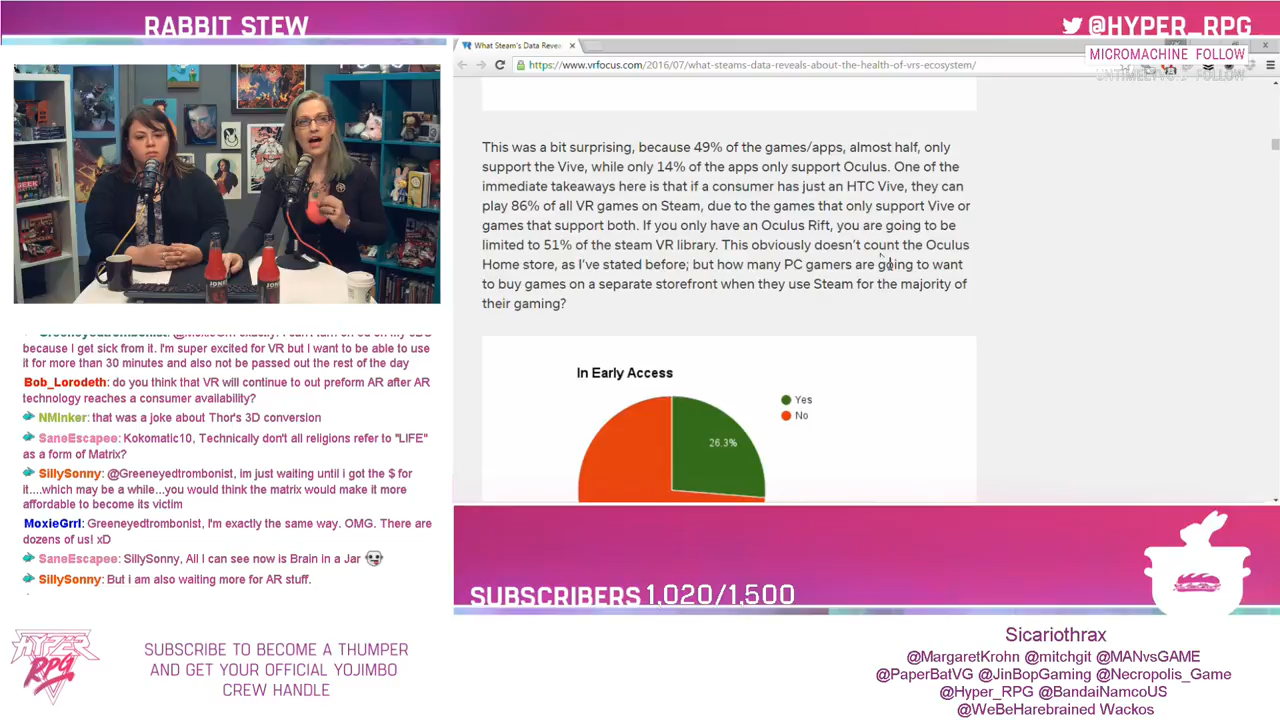 RABBIT STEW
@HYPER_RPG
MICROMACHINE FOLLOW
What Steam's Data Revea
https://www.vrfocus.com/2016/07/what-steams-data-reveals-about-the-health-of-vrs-ecosystem/
This was a bit surprising, because 49% of the games/apps, almost half, only
support the Vive, while only 14% of the apps only support Oculus. One of the
immediate takeaways here is that if a consumer has just an HTC Vive, they can
play 86% of all VR games on Steam, due to the games that only support Vive or
games that support both. If you only have an Oculus Rift, you are going to be
limited to 51% of the steam VR library. This obviously doesn't count the Oculus
Home store, as I've stated before; but how many PC gamers are going to want
to buy games on a separate storefront when they use Steam for the majority of
their gaming?
In Early Access
Yes
No
26.3%
because I get sick from it. I'm super excited for VR but I want to be able to use
it for more than 30 minutes and also not be passed out the rest of the day
Bob_Lorodeth: do you think that VR will continue to out preform AR after AR
technology reaches a consumer availability?
NMInker: that was a joke about Thor's 3D conversion
SaneEscapee: Kokomatic10, Technically don't all religions refer to "LIFE"
as a form of Matrix?
SillySonny: @Greeneyedtrombonist, im just waiting until i got the $ for
it....which may be a while...you would think the matrix would make it more
affordable to become its victim
MoxieGrrl: Greeneyedtrombonist, I'm exactly the same way. OMG. There are
dozens of us! xD
SaneEscapee: SillySonny, All I can see now is Brain in a Jar
SillySonny: But i am also waiting more for AR stuff.
SUBSCRIBERS 1,020/1,500
HYPER
RPG
SUBSCRIBE TO BECOME A THUMPER
AND GET YOUR OFFICIAL YOJIMBO
CREW HANDLE
Sicariothrax
@MargaretKrohn @mitchgit @MANvsGAME
@PaperBatVG @JinBopGaming @Necropolis_Game
@Hyper_RPG @BandaiNamcoUS
@WeBeHarebrained Wackos